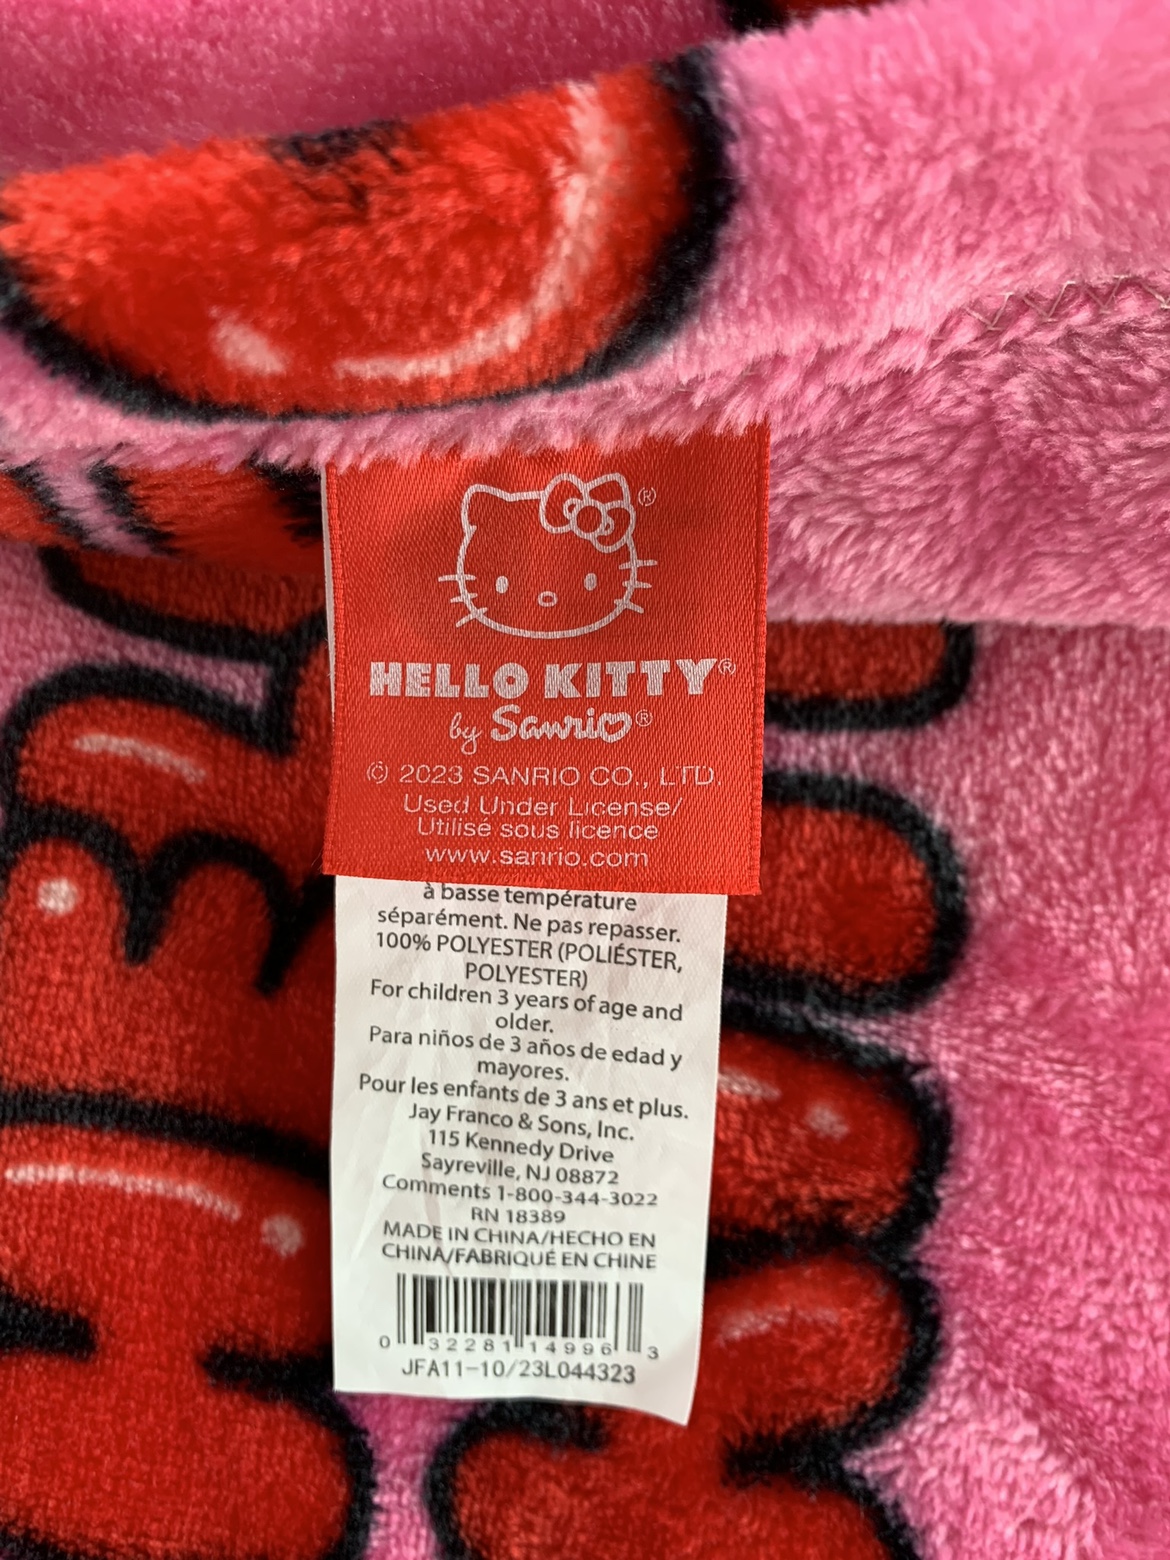 ®
HELLO KITTY®
by Sanrio®
© 2023 SANRIO CO., LTD.
Used Under License/
Utilisé sous licence
www.sanrio.com
à basse température
séparément. Ne pas repasser.
100% POLYESTER (POLIÉSTER,
POLYESTER)
For children 3 years of age and
older.
Para niños de 3 años de edad y
mayores.
Pour les enfants de 3 ans et plus.
Jay Franco & Sons, Inc.
115 Kennedy Drive
Sayreville, NJ 08872
Comments 1-800-344-3022
RN 18389
MADE IN CHINA/HECHO EN
CHINA/FABRIQUÉ EN CHINE
0 32281 14996 3
JFA11-10/23L044323